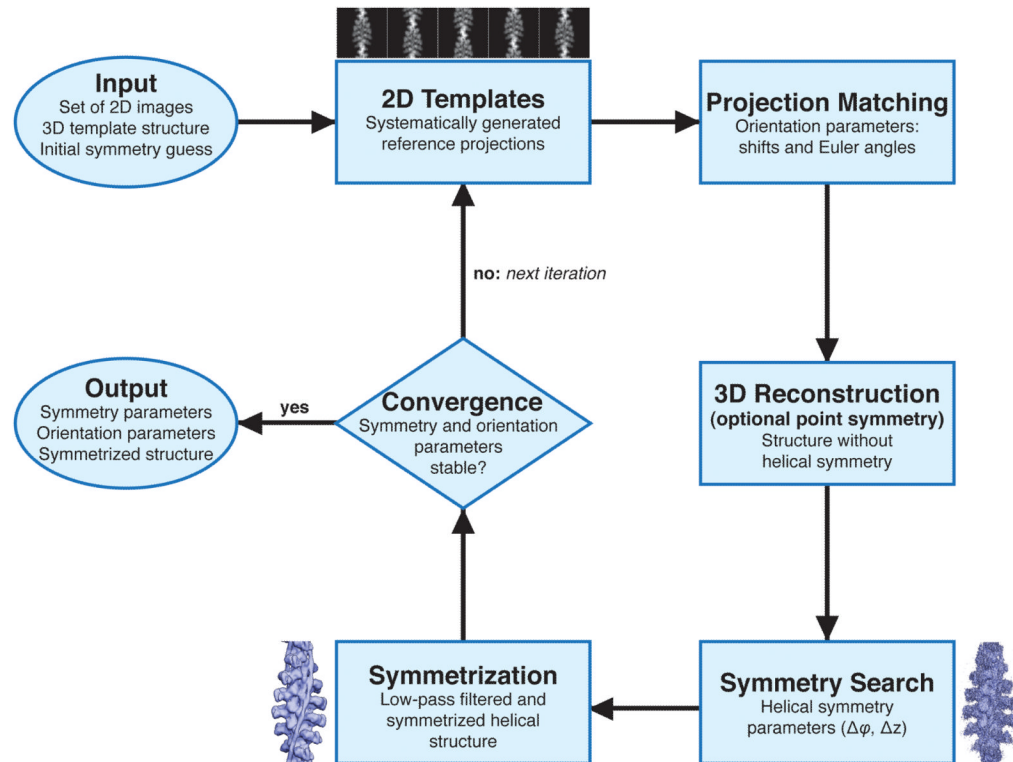 Input
Set of 2D images
3D template structure
Initial symmetry guess
2D Templates
Systematically generated
reference projections
Projection Matching
Orientation parameters:
shifts and Euler angles
no: next iteration
Output
Symmetry parameters
Orientation parameters
Symmetrized structure
yes
Convergence
Symmetry and orientation
parameters
stable?
3D Reconstruction
(optional point symmetry)
Structure without
helical symmetry
Symmetrization
Low-pass filtered and
symmetrized helical
structure
Symmetry Search
Helical symmetry
parameters (Δφ, Δz)